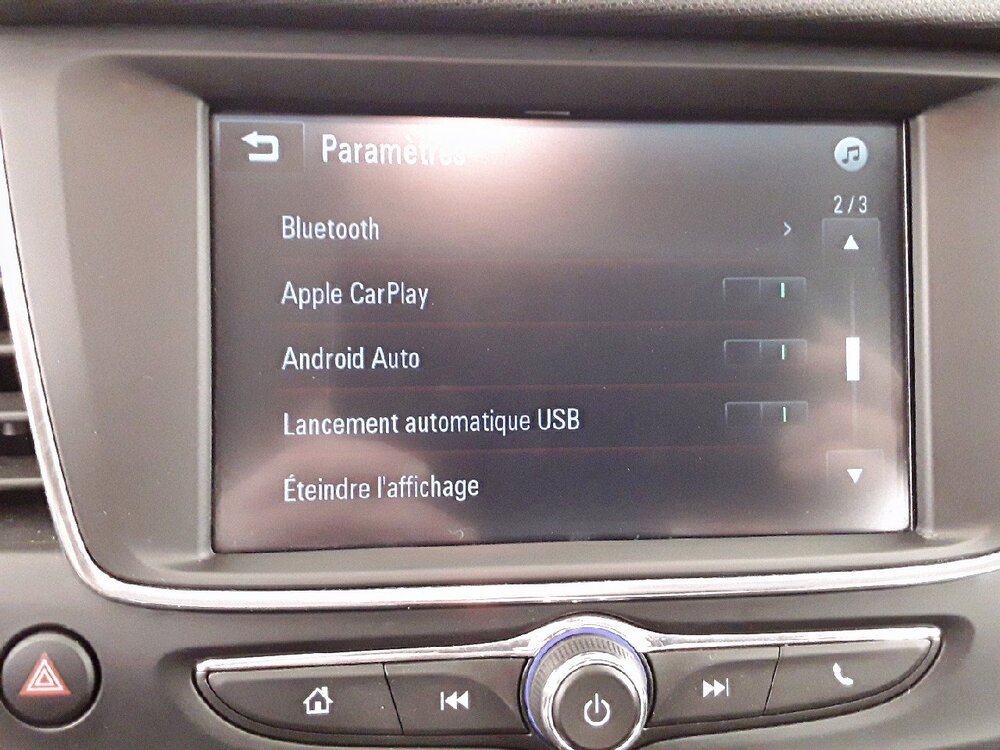 Paramètres
2/3
Bluetooth
Apple CarPlay
Android Auto
Lancement automatique USB
Éteindre l'affichage